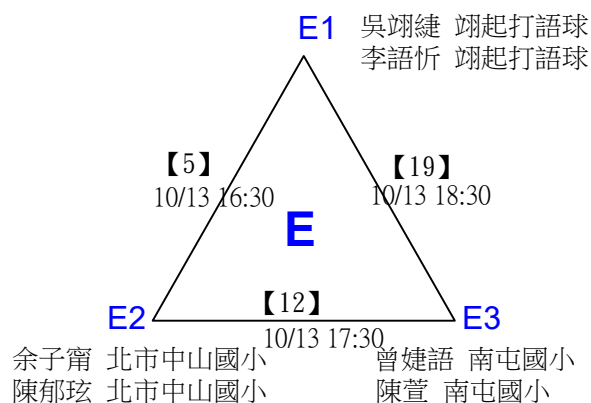 E1 吳翊緁 翊起打語球
李語忻 翊起打語球
【5】
10/13 16:30
【19】
10/13 18:30
E
【12】
10/13 17:30
E2
E3
余子甯 北市中山國小
陳郁玹 北市中山國小
曾婕語 南屯國小
陳萱 南屯國小